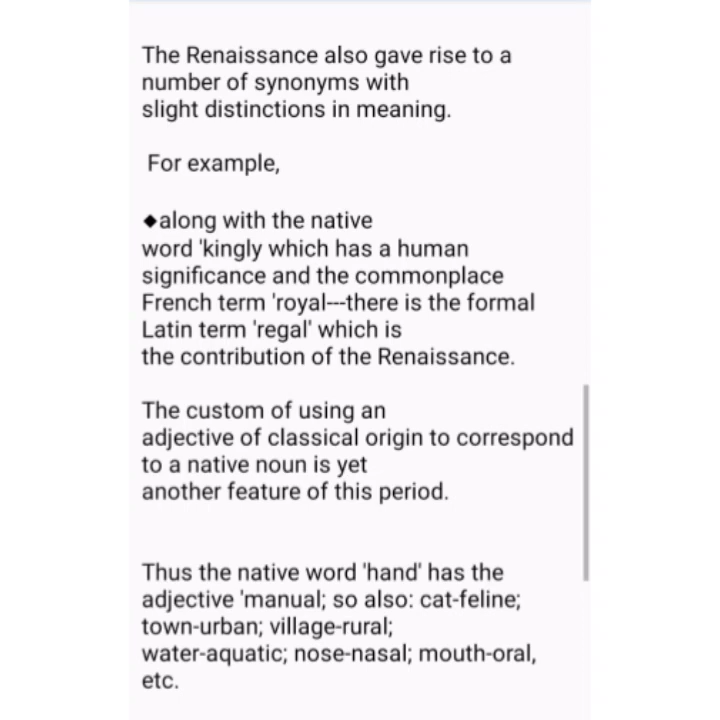 The Renaissance also gave rise to a
number of synonyms with
slight distinctions in meaning.
For example,
◆along with the native
word 'kingly which has a human
significance and the commonplace
French term 'royal---there is the formal
Latin term 'regal' which is
the contribution of the Renaissance.
The custom of using an
adjective of classical origin to correspond
to a native noun is yet
another feature of this period.
Thus the native word 'hand' has the
adjective 'manual; so also: cat-feline;
town-urban; village-rural;
water-aquatic; nose-nasal; mouth-oral,
etc.